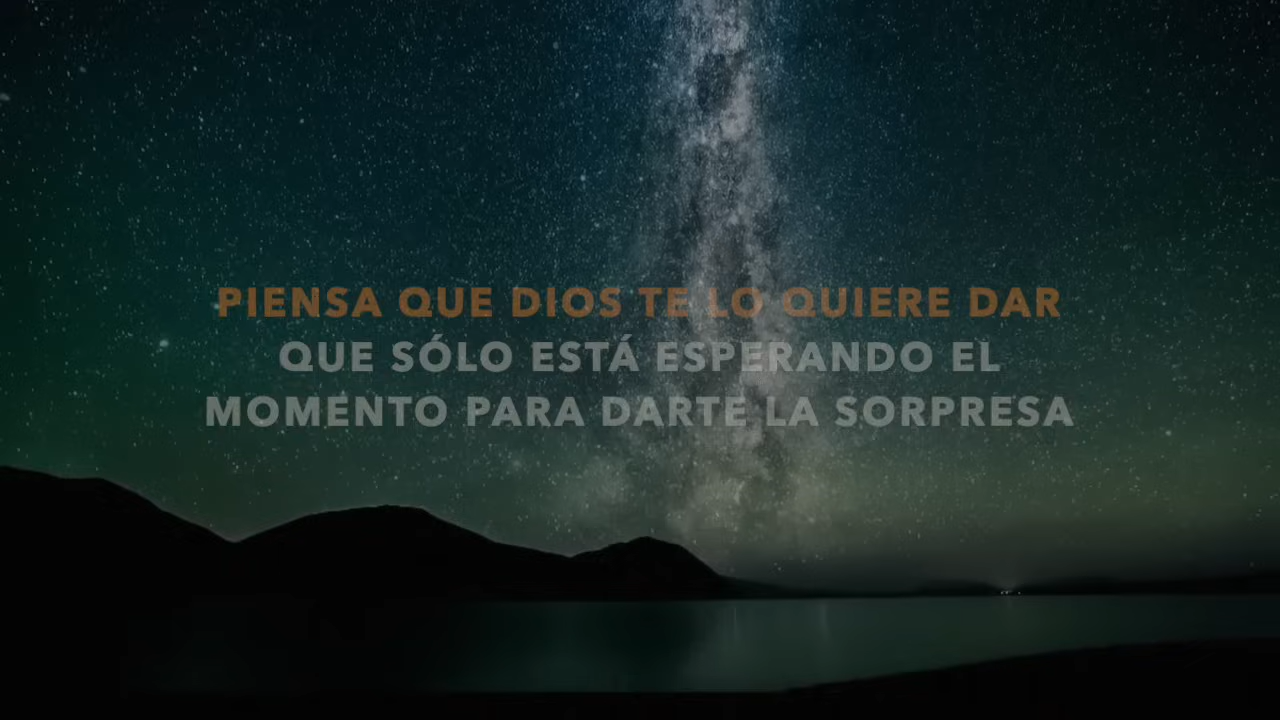 PIENSA QUE DIOS TE LO QUIERE DAR
QUE SÓLO ESTÁ ESPERANDO EL
MOMENTO PARA DARTE LA SORPRESA